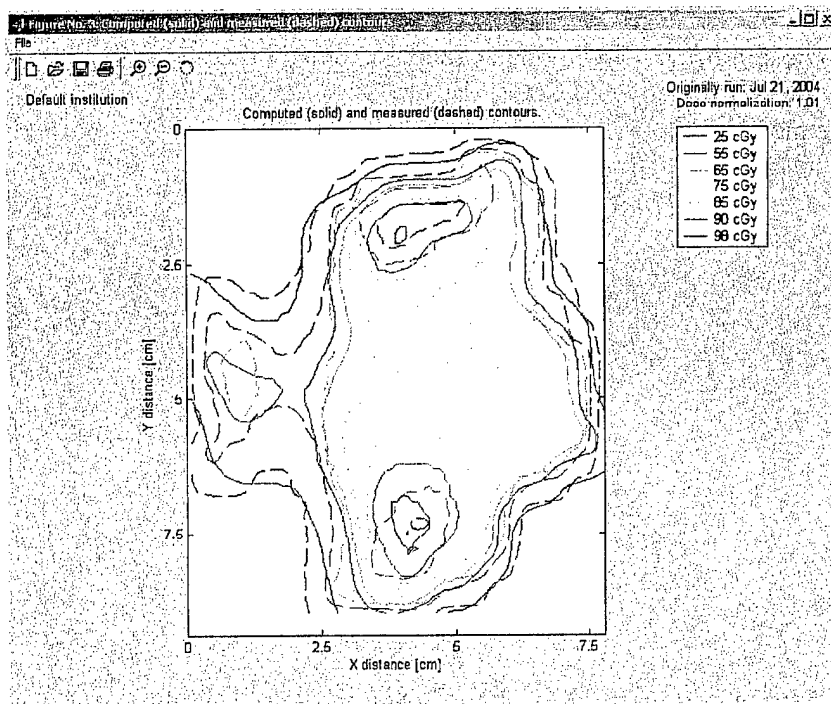 Figure No. 3: Computed (solid) and measured (dashed) contours
File
Default institution
Originally run: Jul 21, 2004
Dose normalization: 1.01
Computed (solid) and measured (dashed) contours.
25 cGy
55 cGy
65 cGy
75 cGy
85 cGy
90 cGy
98 cGy
0
2.5
5
7.5
Y distance [cm]
0
2.5
5
7.5
X distance [cm]